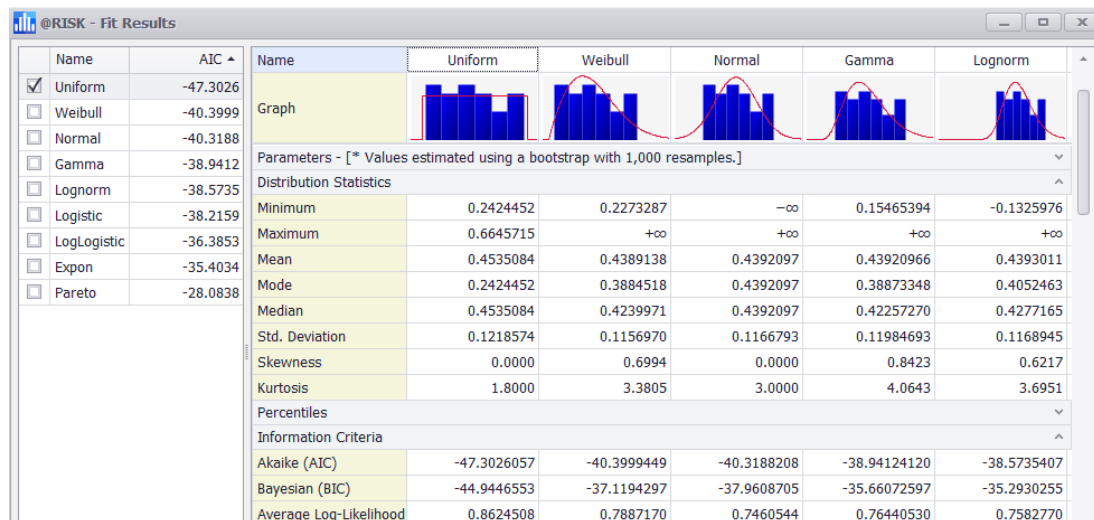 @RISK - Fit Results
Name AIC
Uniform -47.3026
Weibull -40.3999
Normal -40.3188
Gamma -38.9412
Lognorm -38.5735
Logistic -38.2159
LogLogistic -36.3853
Expon -35.4034
Pareto -28.0838
Name Uniform Weibull Normal Gamma Lognorm
Graph
Parameters - [* Values estimated using a bootstrap with 1,000 resamples.]
Distribution Statistics
Minimum 0.2424452 0.2273287 −∞ 0.15465394 -0.1325976
Maximum 0.6645715 +∞ +∞ +∞ +∞
Mean 0.4535084 0.4389138 0.4392097 0.43920966 0.4393011
Mode 0.2424452 0.3884518 0.4392097 0.38873348 0.4052463
Median 0.4535084 0.4239971 0.4392097 0.42257270 0.4277165
Std. Deviation 0.1218574 0.1156970 0.1166793 0.11984693 0.1168945
Skewness 0.0000 0.6994 0.0000 0.8423 0.6217
Kurtosis 1.8000 3.3805 3.0000 4.0643 3.6951
Percentiles
Information Criteria
Akaike (AIC) -47.3026057 -40.3999449 -40.3188208 -38.94124120 -38.5735407
Bayesian (BIC) -44.9446553 -37.1194297 -37.9608705 -35.66072597 -35.2930255
Average Log-Likelihood 0.8624508 0.7887170 0.7460544 0.76440530 0.7582770